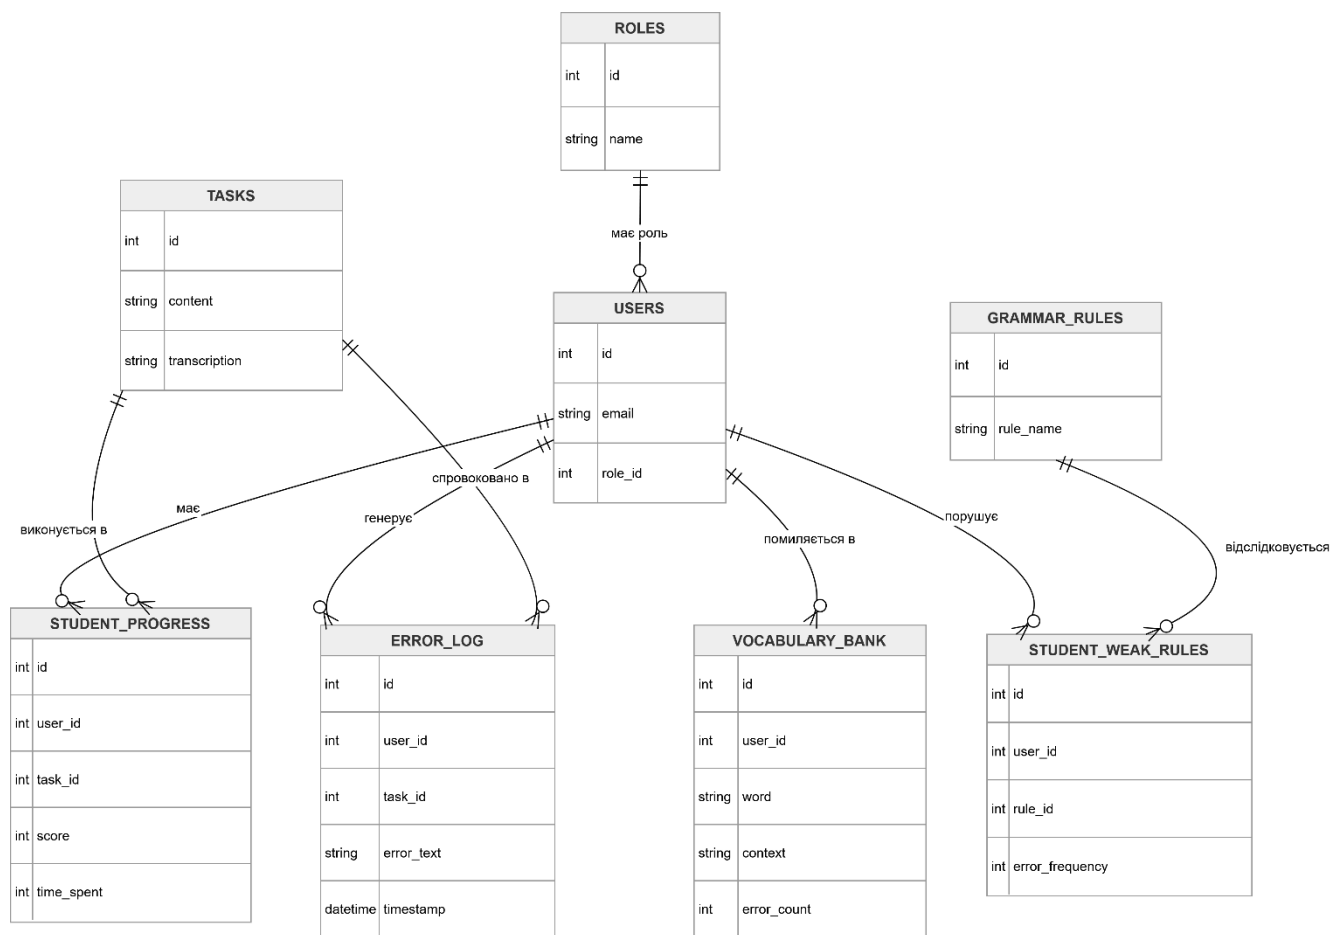 ROLES
int id
string name
має роль
TASKS
int id
string content
string transcription
USERS
int id
string email
int role_id
GRAMMAR_RULES
int id
string rule_name
виконується в
має
генерує
спровоковано в
помиляється в
порушує
відслідковується
STUDENT_PROGRESS
int id
int user_id
int task_id
int score
int time_spent
ERROR_LOG
int id
int user_id
int task_id
string error_text
datetime timestamp
VOCABULARY_BANK
int id
int user_id
string word
string context
int error_count
STUDENT_WEAK_RULES
int id
int user_id
int rule_id
int error_frequency